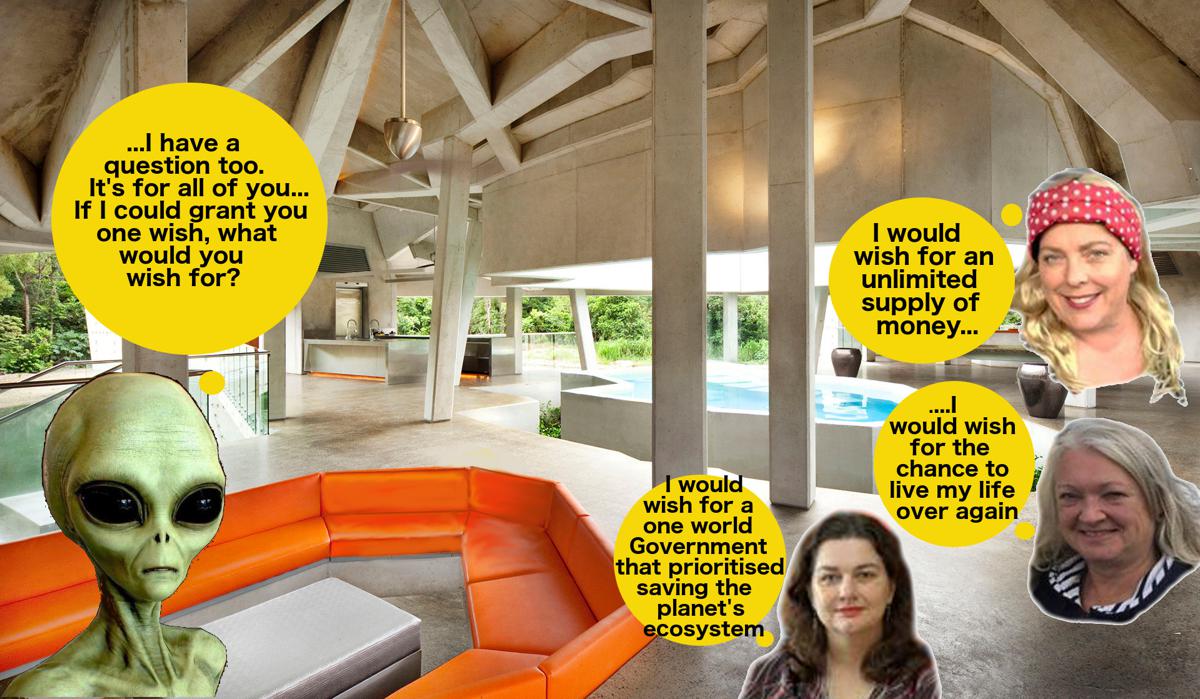 ...I have a
question too.
It's for all of you...
If I could grant you
one wish, what
would you
wish for?
I would
wish for an
unlimited
supply of
money...
....I
would wish
for the
chance to
live my life
over again
I would
wish for a
one world
Government
that prioritised
saving the
planet's
ecosystem